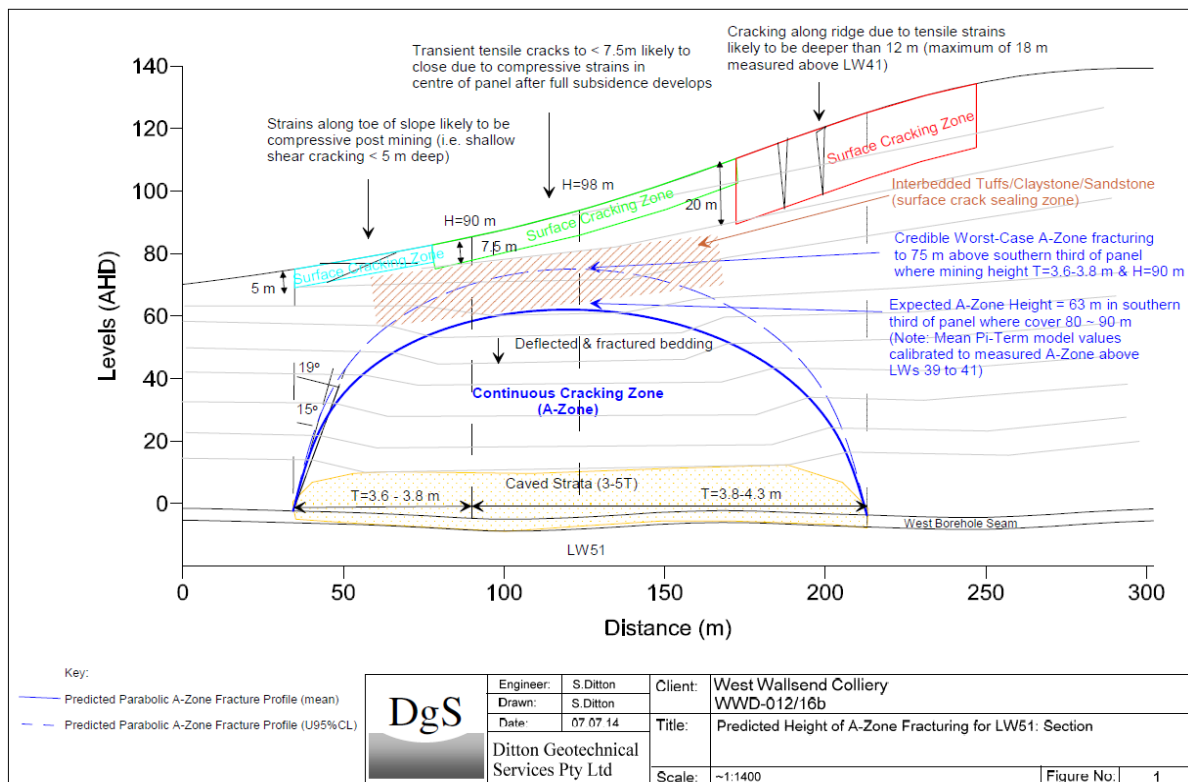 Cracking along ridge due to tensile strains
likely to be deeper than 12 m (maximum of 18 m
measured above LW41)
Transient tensile cracks to < 7.5m likely to
close due to compressive strains in
centre of panel after full subsidence develops
Strains along toe of slope likely to be
compressive post mining (i.e. shallow
shear cracking < 5 m deep)
Levels (AHD)
140
120
100
80
60
40
20
0
Surface Cracking Zone
Surface Cracking Zone
Surface Cracking Zone
H=98 m
H=90 m
20 m
7.5 m
5 m
Interbedded Tuffs/Claystone/Sandstone
(surface crack sealing zone)
Credible Worst-Case A-Zone fracturing
to 75 m above southern third of panel
where mining height T=3.6-3.8 m & H=90 m
Expected A-Zone Height = 63 m in southern
third of panel where cover 80 ~ 90 m
(Note: Mean Pi-Term model values
calibrated to measured A-Zone above
LWs 39 to 41)
Deflected & fractured bedding
19º
15º
Continuous Cracking Zone
(A-Zone)
Caved Strata (3-5T)
T=3.6 - 3.8 m
T=3.8-4.3 m
West Borehole Seam
LW51
0
50
100
150
200
250
300
Distance (m)
Key:
Predicted Parabolic A-Zone Fracture Profile (mean)
Predicted Parabolic A-Zone Fracture Profile (U95%CL)
DgS
Engineer: S.Ditton
Drawn: S.Ditton
Date: 07.07.14
Ditton Geotechnical
Services Pty Ltd
Client: West Wallsend Colliery
WWD-012/16b
Title: Predicted Height of A-Zone Fracturing for LW51: Section
Scale: ~1:1400
Figure No: 1